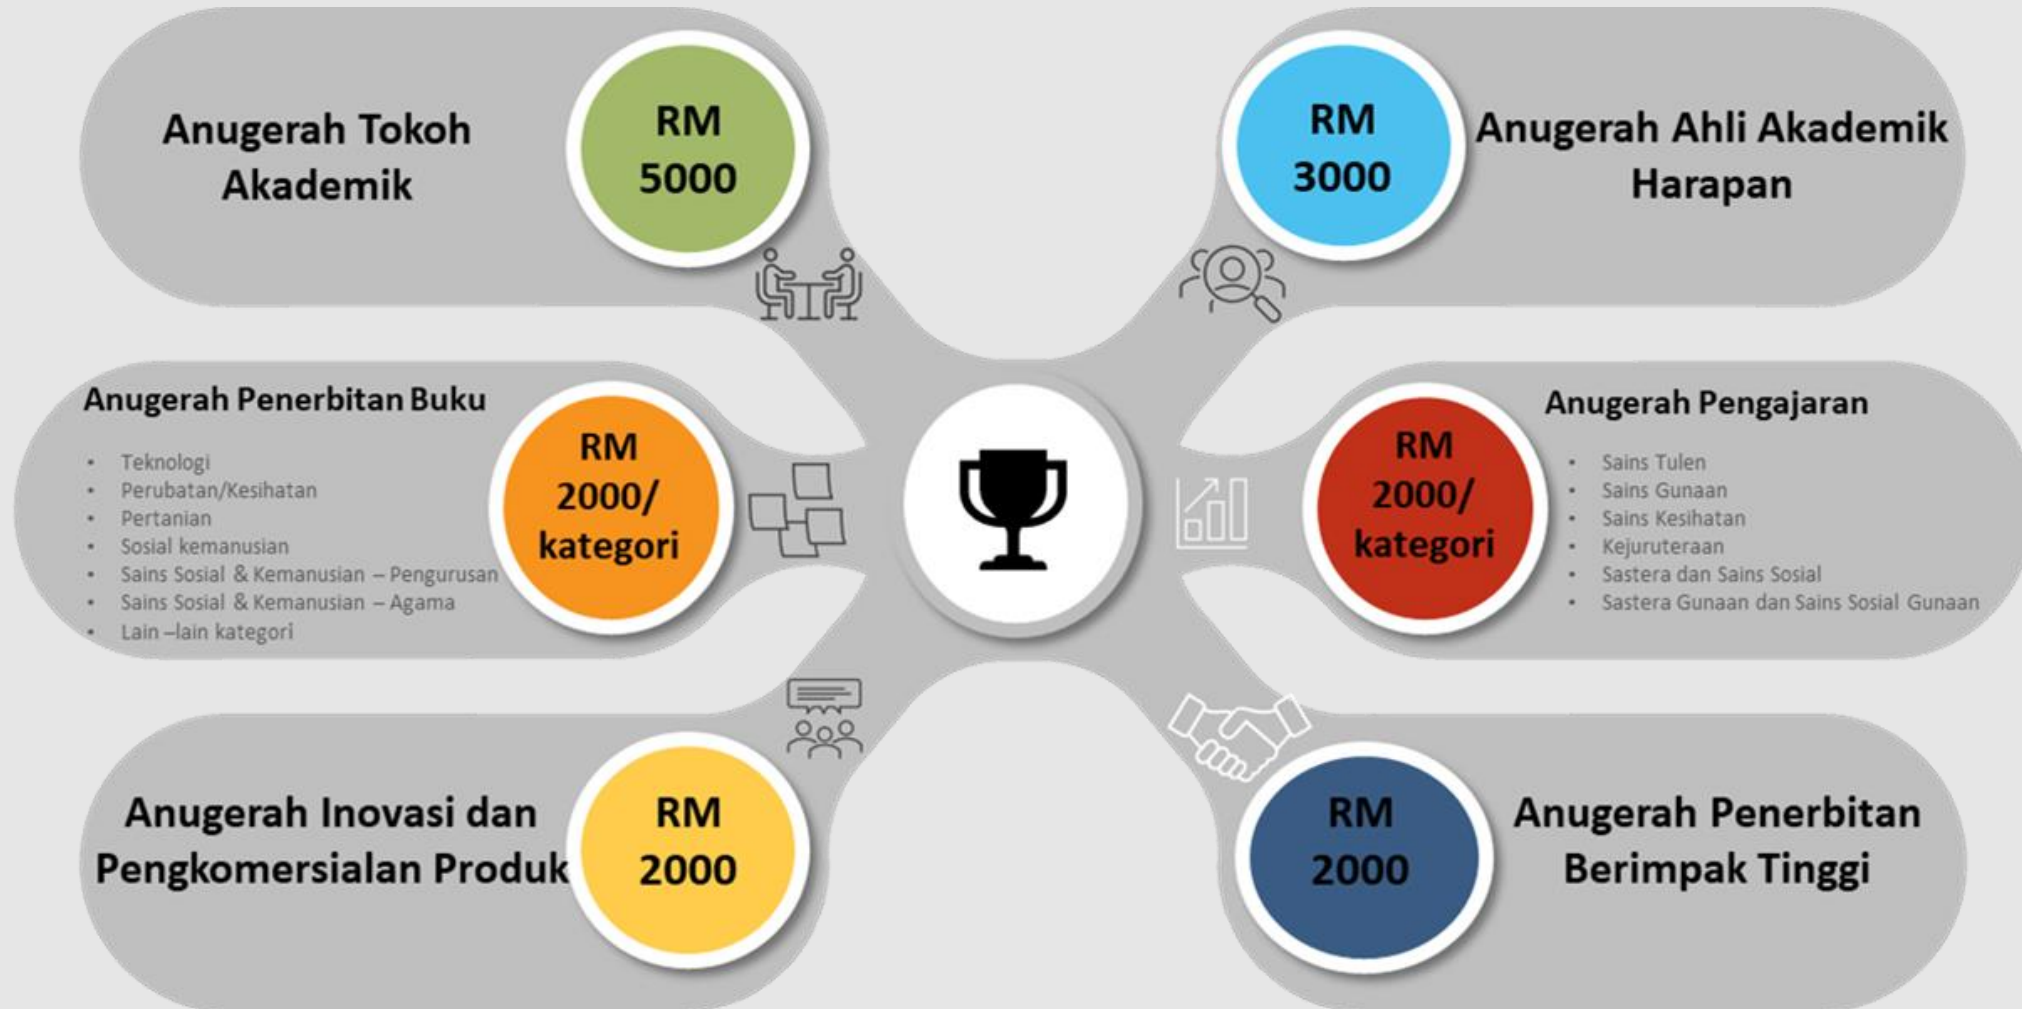 Anugerah Tokoh
Akademik
RM
5000
RM
3000
Anugerah Ahli Akademik
Harapan
Anugerah Penerbitan Buku
• Teknologi
• Perubatan/Kesihatan
• Pertanian
• Sosial kemanusian
• Sains Sosial & Kemanusian – Pengurusan
• Sains Sosial & Kemanusian – Agama
• Lain –lain kategori
RM
2000/
kategori
RM
2000/
kategori
Anugerah Pengajaran
• Sains Tulen
• Sains Gunaan
• Sains Kesihatan
• Kejuruteraan
• Sastera dan Sains Sosial
• Sastera Gunaan dan Sains Sosial Gunaan
Anugerah Inovasi dan
Pengkomersialan Produk
RM
2000
RM
2000
Anugerah Penerbitan
Berimpak Tinggi